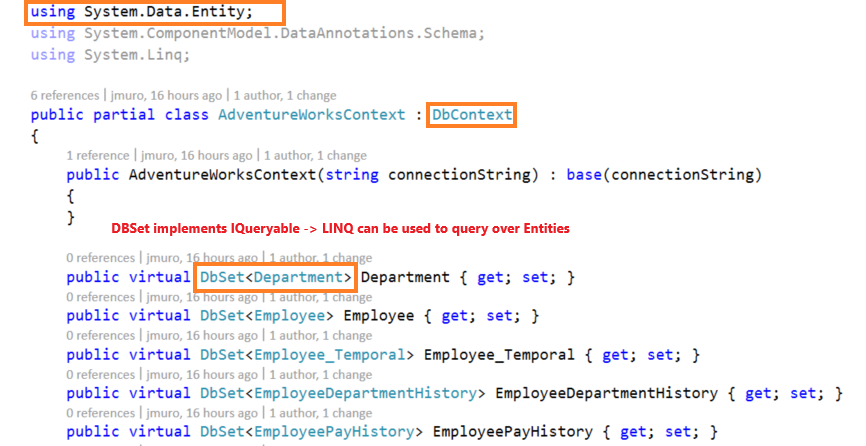 using System.Data.Entity;
using System.ComponentModel.DataAnnotations.Schema;
using System.Linq;
6 references | jmuro, 16 hours ago | 1 author, 1 change
public partial class AdventureWorksContext : DbContext
{
1 reference | jmuro, 16 hours ago | 1 author, 1 change
public AdventureWorksContext(string connectionString) : base(connectionString)
{
}
DBSet implements IQueryable -> LINQ can be used to query over Entities
0 references | jmuro, 16 hours ago | 1 author, 1 change
public virtual DbSet<Department> Department { get; set; }
0 references | jmuro, 16 hours ago | 1 author, 1 change
public virtual DbSet<Employee> Employee { get; set; }
0 references | jmuro, 16 hours ago | 1 author, 1 change
public virtual DbSet<Employee_Temporal> Employee_Temporal { get; set; }
0 references | jmuro, 16 hours ago | 1 author, 1 change
public virtual DbSet<EmployeeDepartmentHistory> EmployeeDepartmentHistory { get; set; }
0 references | jmuro, 16 hours ago | 1 author, 1 change
public virtual DbSet<EmployeePayHistory> EmployeePayHistory { get; set; }